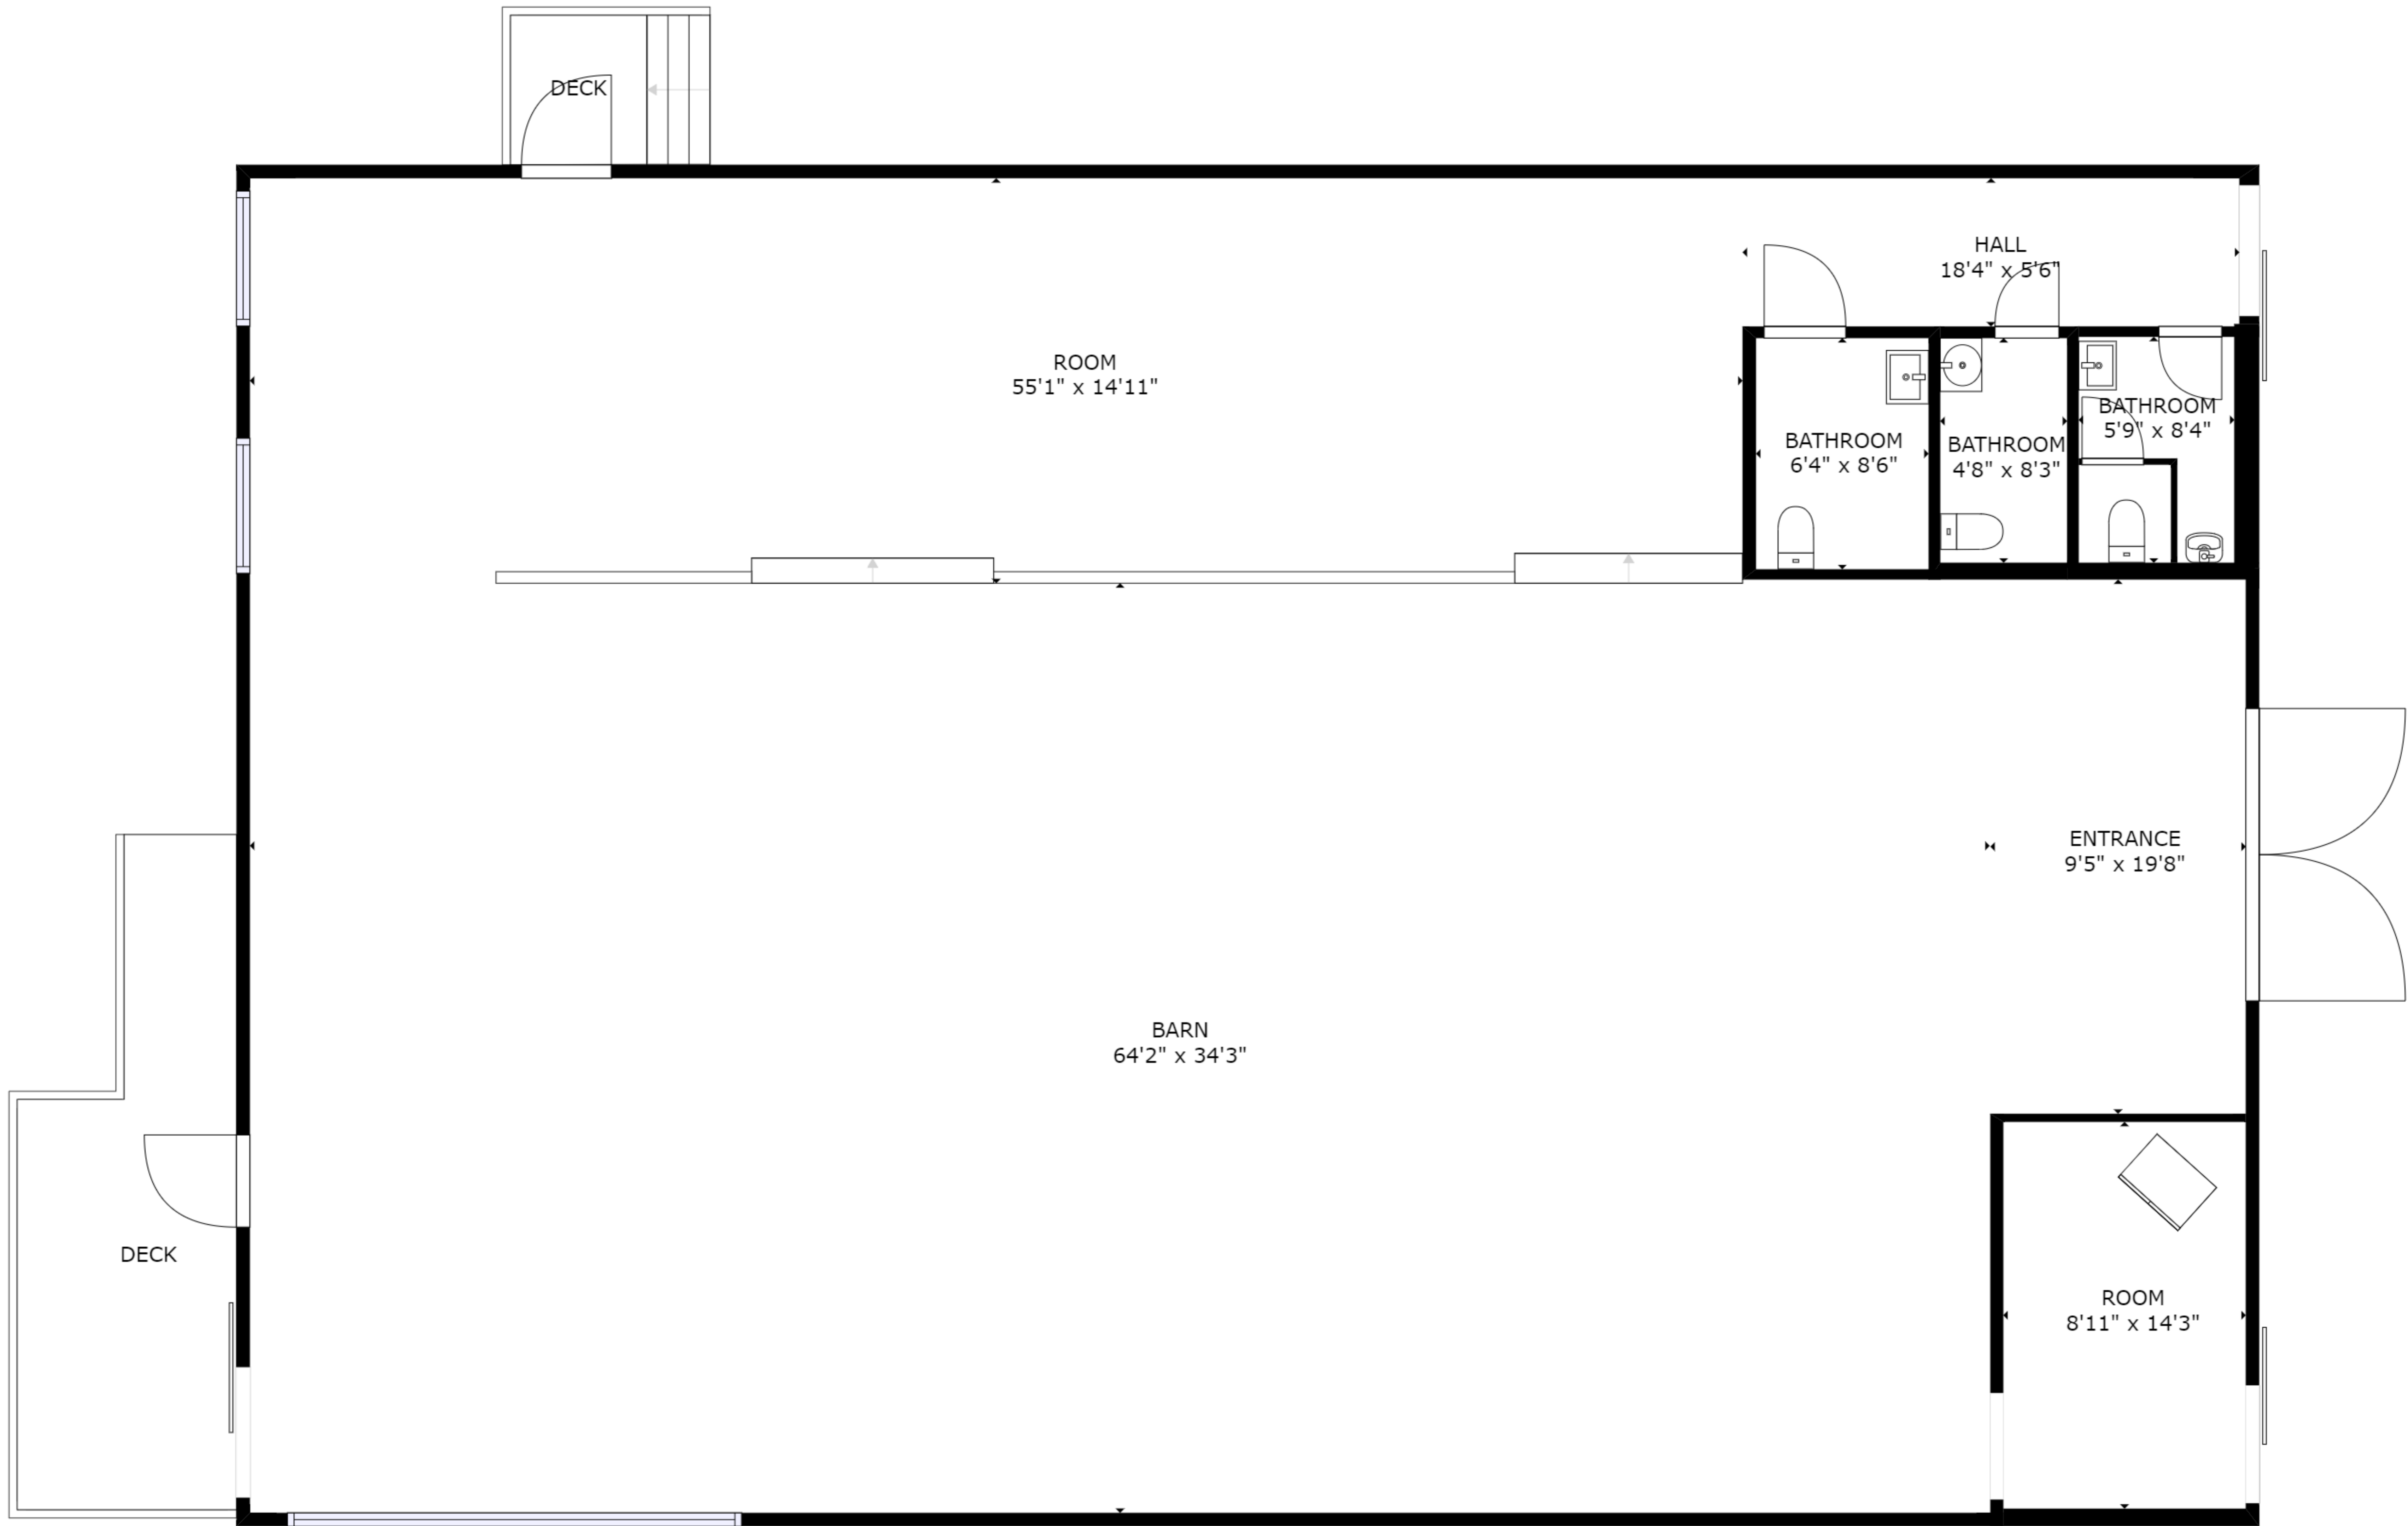 DECK
HALL
18'4" x 5'6"
ROOM
55'1" x 14'11"
BATHROOM
6'4" x 8'6"
BATHROOM
4'8" x 8'3"
BATHROOM
5'9" x 8'4"
ENTRANCE
9'5" x 19'8"
BARN
64'2" x 34'3"
DECK
ROOM
8'11" x 14'3"